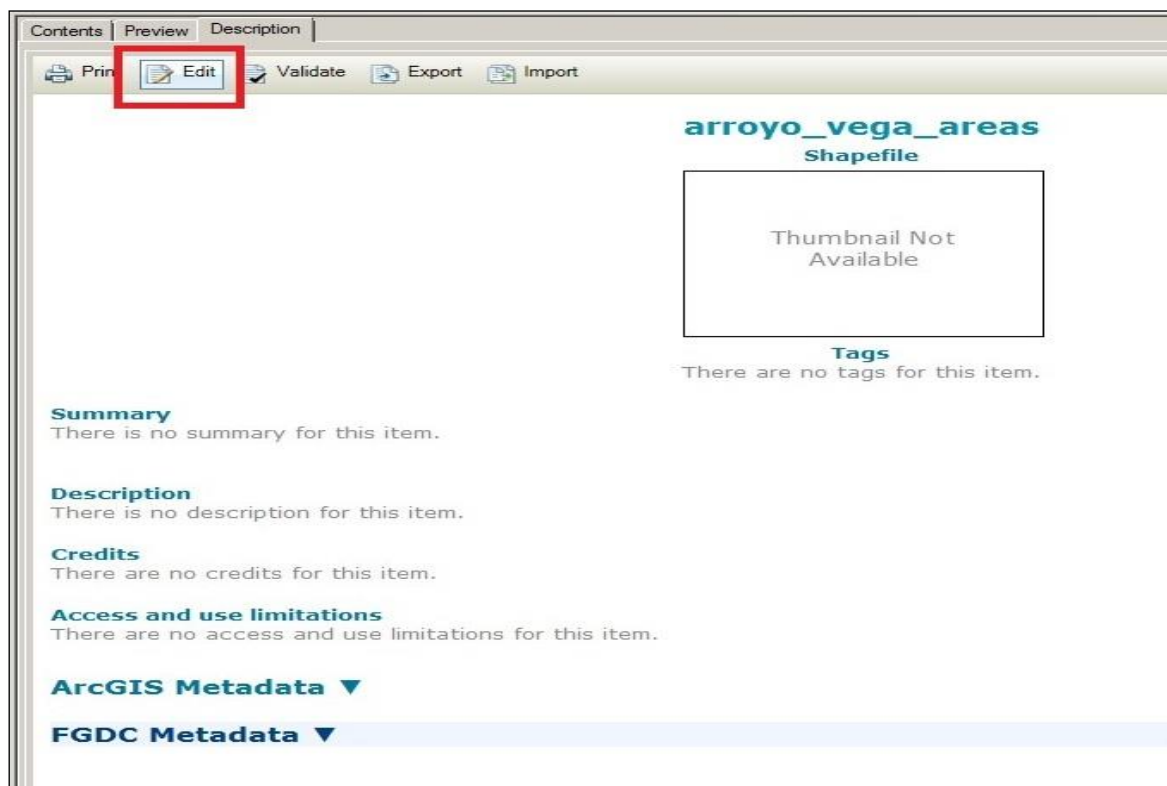 Contents Preview Description
Prin Edit Validate Export Import
arroyo_vega_areas
Shapefile
Thumbnail Not
Available
Tags
There are no tags for this item.
Summary
There is no summary for this item.
Description
There is no description for this item.
Credits
There are no credits for this item.
Access and use limitations
There are no access and use limitations for this item.
ArcGIS Metadata ▼
FGDC Metadata ▼